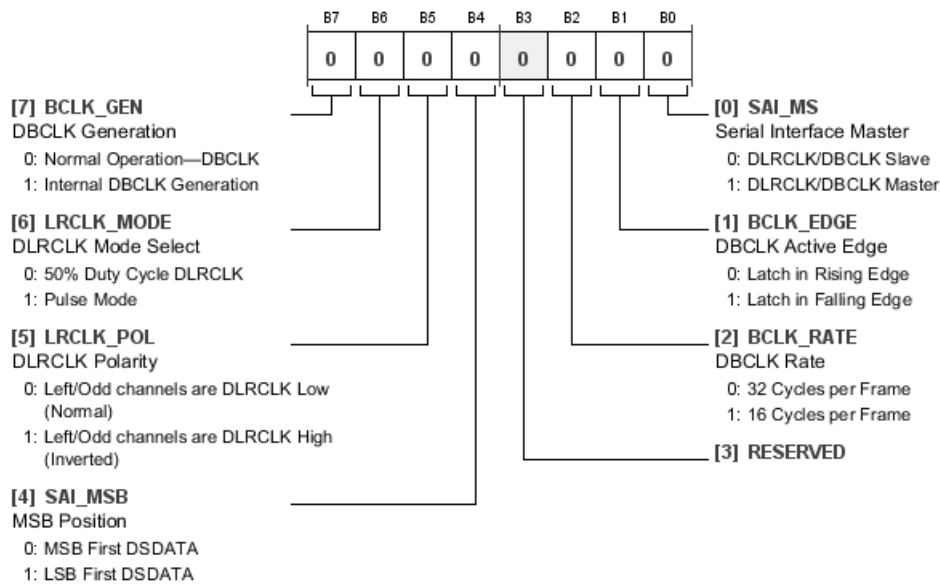 B7 B6 B5 B4 B3 B2 B1 B0
0 0 0 0 0 0 0 0
[7] BCLK_GEN
DBCLK Generation
0: Normal Operation—DBCLK
1: Internal DBCLK Generation
[6] LRCLK_MODE
DLRCLK Mode Select
0: 50% Duty Cycle DLRCLK
1: Pulse Mode
[5] LRCLK_POL
DLRCLK Polarity
0: Left/Odd channels are DLRCLK Low
(Normal)
1: Left/Odd channels are DLRCLK High
(Inverted)
[4] SAI_MSB
MSB Position
0: MSB First DSDATA
1: LSB First DSDATA
[0] SAI_MS
Serial Interface Master
0: DLRCLK/DBCLK Slave
1: DLRCLK/DBCLK Master
[1] BCLK_EDGE
DBCLK Active Edge
0: Latch in Rising Edge
1: Latch in Falling Edge
[2] BCLK_RATE
DBCLK Rate
0: 32 Cycles per Frame
1: 16 Cycles per Frame
[3] RESERVED